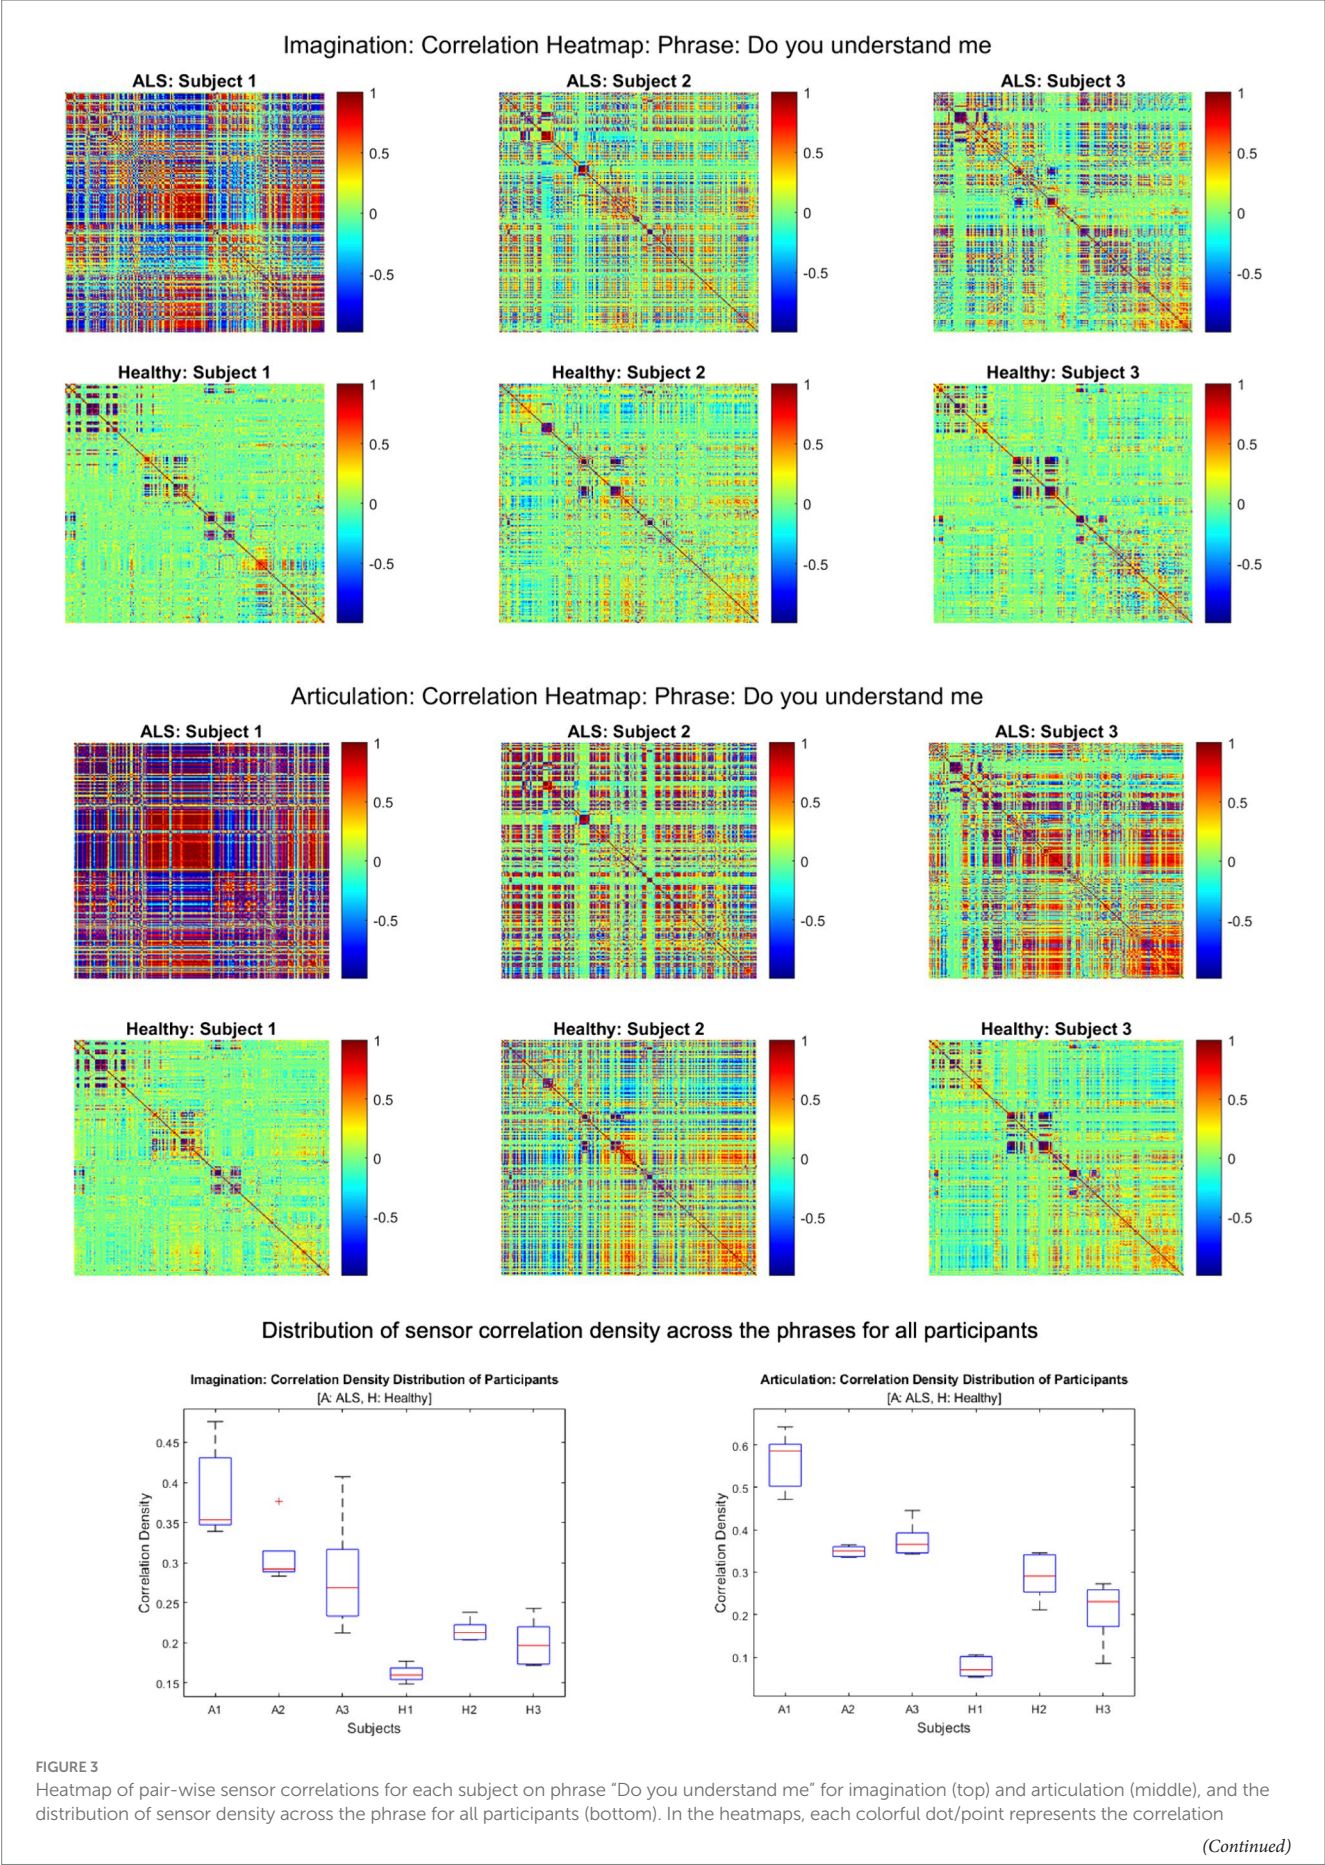 Imagination: Correlation Heatmap: Phrase: Do you understand me
ALS: Subject 1
ALS: Subject 2
ALS: Subject 3
1
0.5
0
-0.5
1
0.5
0
-0.5
1
0.5
0
-0.5
Healthy: Subject 1
Healthy: Subject 2
Healthy: Subject 3
1
0.5
0
-0.5
1
0.5
0
-0.5
1
0.5
0
-0.5
Articulation: Correlation Heatmap: Phrase: Do you understand me
ALS: Subject 1
ALS: Subject 2
ALS: Subject 3
1
0.5
0
-0.5
1
0.5
0
-0.5
1
0.5
0
-0.5
Healthy: Subject 1
Healthy: Subject 2
Healthy: Subject 3
1
0.5
0
-0.5
1
0.5
0
-0.5
1
0.5
0
-0.5
Distribution of sensor correlation density across the phrases for all participants
Imagination: Correlation Density Distribution of Participants
[A: ALS, H: Healthy]
Correlation Density
0.45
0.4
0.35
0.3
0.25
0.2
0.15
A1 A2 A3 H1 H2 H3
Subjects
Articulation: Correlation Density Distribution of Participants
[A: ALS, H: Healthy]
Correlation Density
0.6
0.5
0.4
0.3
0.2
0.1
A1 A2 A3 H1 H2 H3
Subjects
FIGURE 3
Heatmap of pair-wise sensor correlations for each subject on phrase “Do you understand me” for imagination (top) and articulation (middle), and the
distribution of sensor density across the phrase for all participants (bottom). In the heatmaps, each colorful dot/point represents the correlation
(Continued)